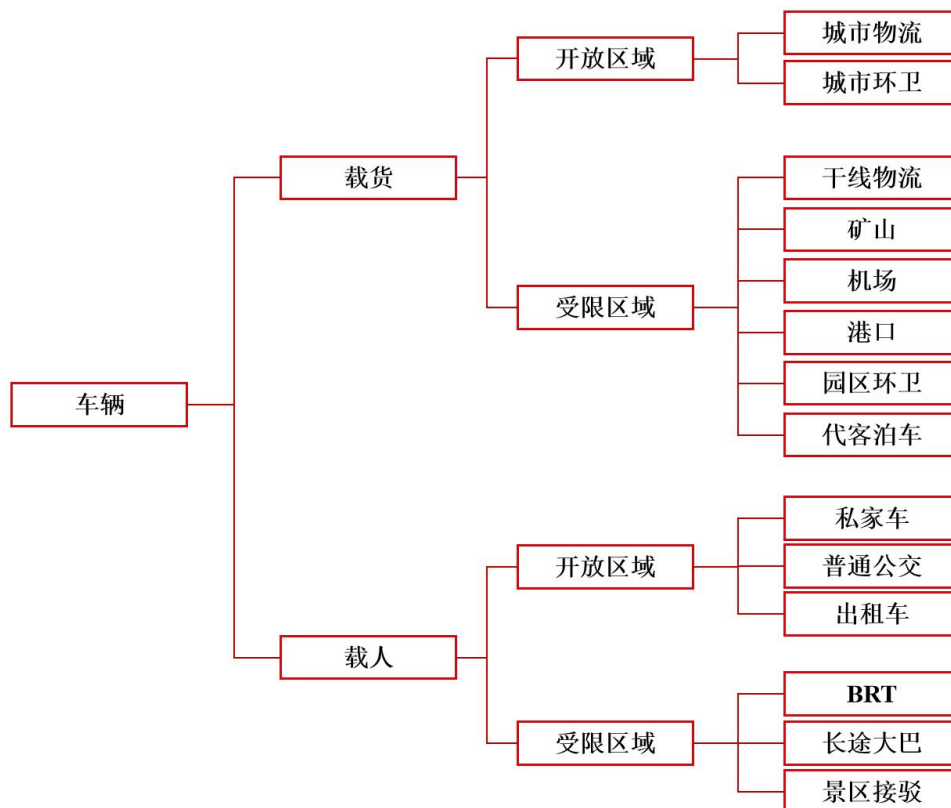 车辆
载货
开放区域
城市物流
城市环卫
受限区域
干线物流
矿山
机场
港口
园区环卫
代客泊车
载人
开放区域
私家车
普通公交
出租车
受限区域
BRT
长途大巴
景区接驳